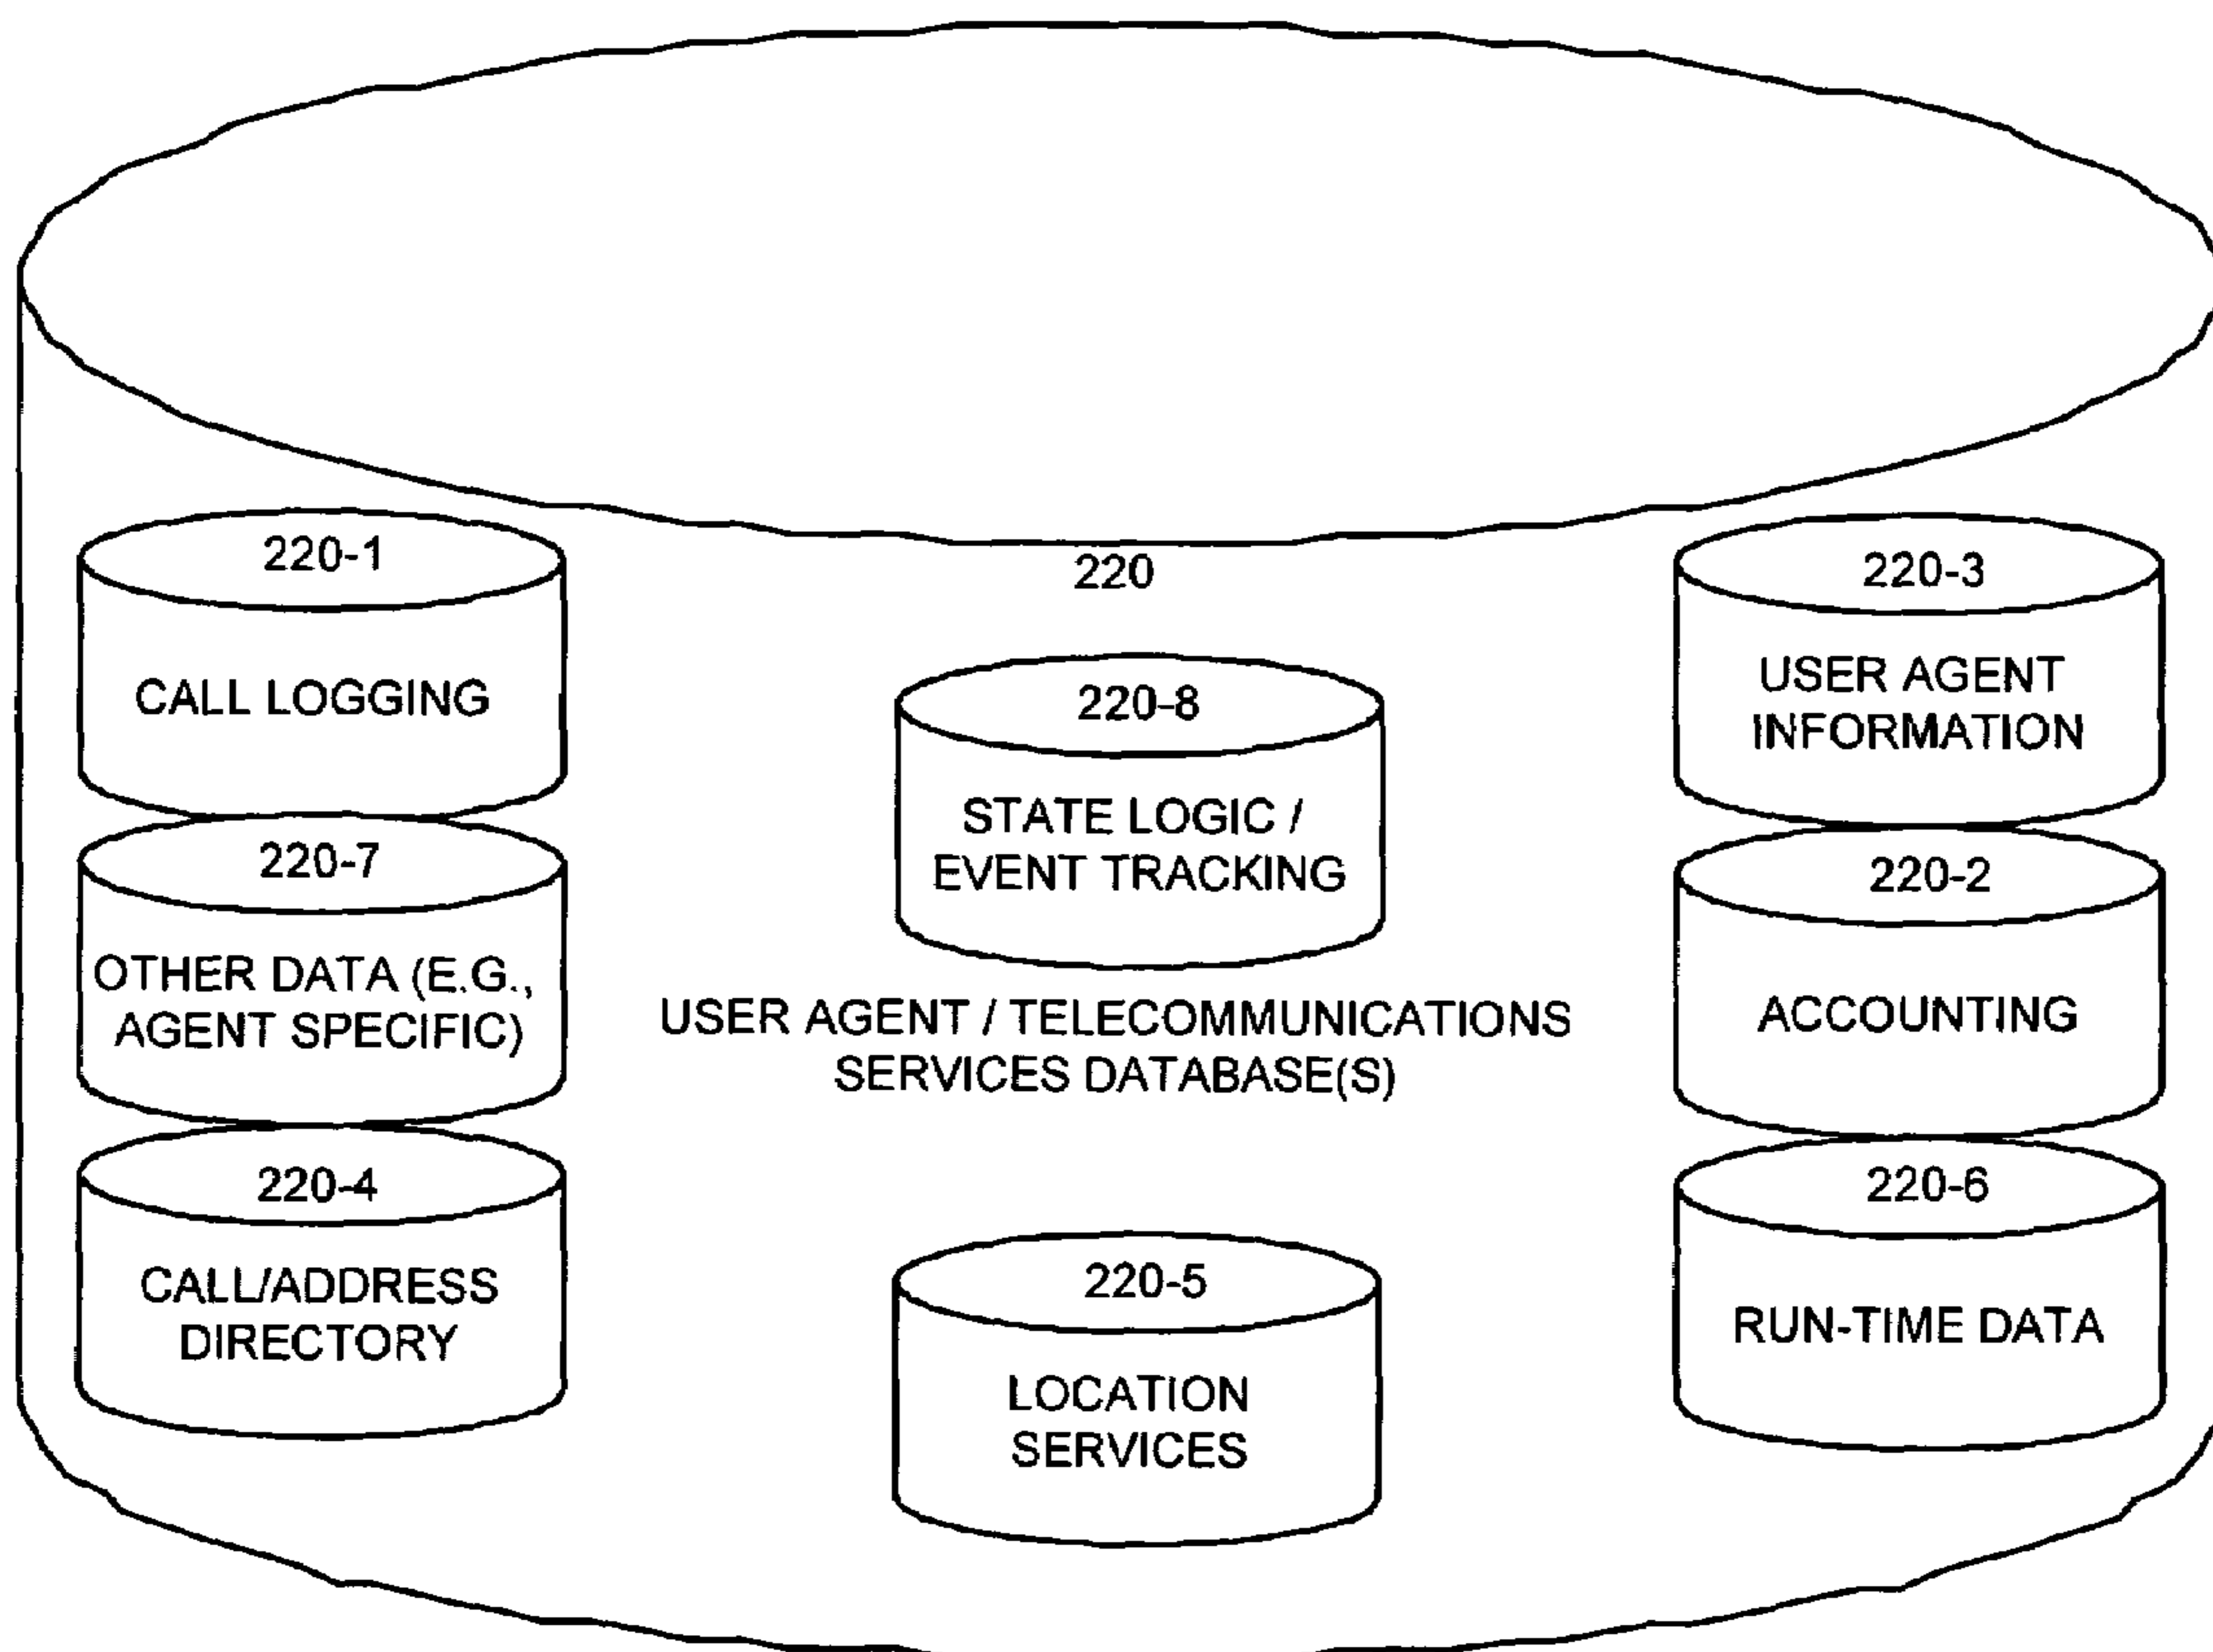 220-1
CALL LOGGING
220-7
OTHER DATA (E.G.,
AGENT SPECIFIC)
220-4
CALL/ADDRESS
DIRECTORY
220
220-8
STATE LOGIC /
EVENT TRACKING
USER AGENT / TELECOMMUNICATIONS
SERVICES DATABASE(S)
220-5
LOCATION
SERVICES
220-3
USER AGENT
INFORMATION
220-2
ACCOUNTING
220-6
RUN-TIME DATA